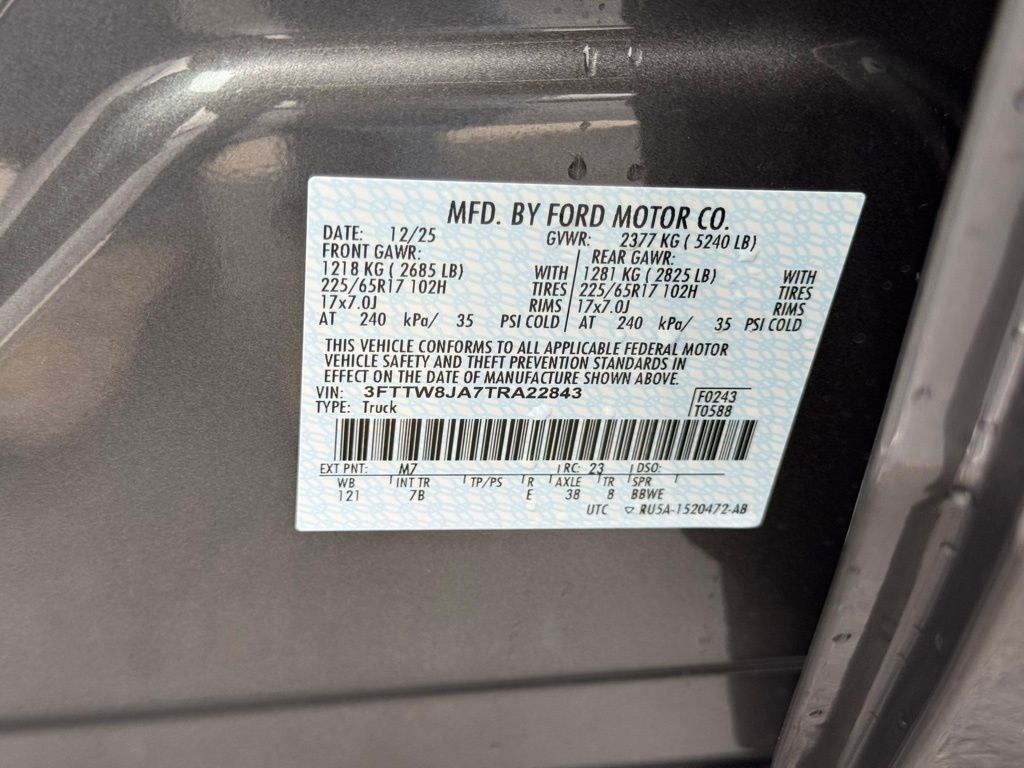 MFD. BY FORD MOTOR CO.
DATE: 12/25 GVWR: 2377 KG ( 5240 LB)
FRONT GAWR: REAR GAWR:
1218 KG ( 2685 LB) WITH 1281 KG ( 2825 LB) WITH
225/65R17 102H TIRES 225/65R17 102H TIRES
17x7.0J RIMS 17x7.0J RIMS
AT 240 kPa/ 35 PSI COLD AT 240 kPa/ 35 PSI COLD
THIS VEHICLE CONFORMS TO ALL APPLICABLE FEDERAL MOTOR
VEHICLE SAFETY AND THEFT PREVENTION STANDARDS IN
EFFECT ON THE DATE OF MANUFACTURE SHOWN ABOVE.
VIN: 3FTTW8JA7TRA22843 F0243
TYPE: Truck T0588
EXT PNT: M7 RC: 23 DSO:
WB INT TR TP/PS R AXLE TR SPR
121 7B E 38 8 BBWE
UTC ▽ RU5A-1520472-AB